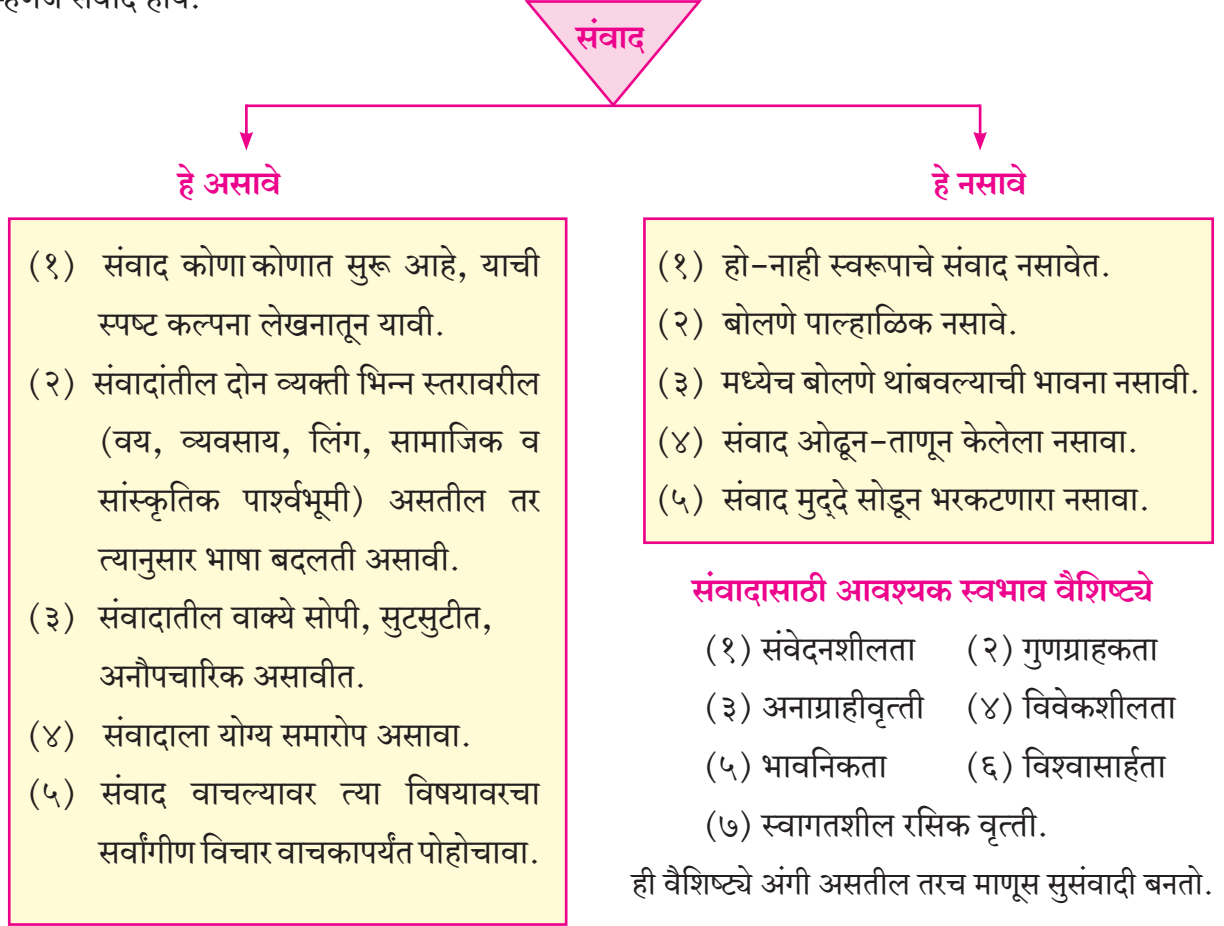 संवाद होय.
संवाद
हे असावे
(१) संवाद कोणाकोणात सुरू आहे, याची
स्पष्ट कल्पना लेखनातून यावी.
(२) संवादांतील दोन व्यक्ती भिन्न स्तरावरील
(वय, व्यवसाय, लिंग, सामाजिक व
सांस्कृतिक पार्श्वभूमी) असतील तर
त्यानुसार भाषा बदलती असावी.
(३) संवादातील वाक्ये सोपी, सुटसुटीत,
अनौपचारिक असावीत.
(४) संवादाला योग्य समारोप असावा.
(५) संवाद वाचल्यावर त्या विषयावरचा
सर्वांगीण विचार वाचकापर्यंत पोहोचावा.
हे नसावे
(१) हो-नाही स्वरूपाचे संवाद नसावेत.
(२) बोलणे पाल्हाळिक नसावे.
(३) मध्येच बोलणे थांबवल्याची भावना नसावी.
(४) संवाद ओढून-ताणून केलेला नसावा.
(५) संवाद मुद्दे सोडून भरकटणारा नसावा.
संवादासाठी आवश्यक स्वभाव वैशिष्ट्ये
(१) संवेदनशीलता (२) गुणग्राहकता
(३) अनाग्राहीवृत्ती (४) विवेकशीलता
(५) भावनिकता (६) विश्वासार्हता
(७) स्वागतशील रसिक वृत्ती.
ही वैशिष्ट्ये अंगी असतील तरच माणूस सुसंवादी बनतो.